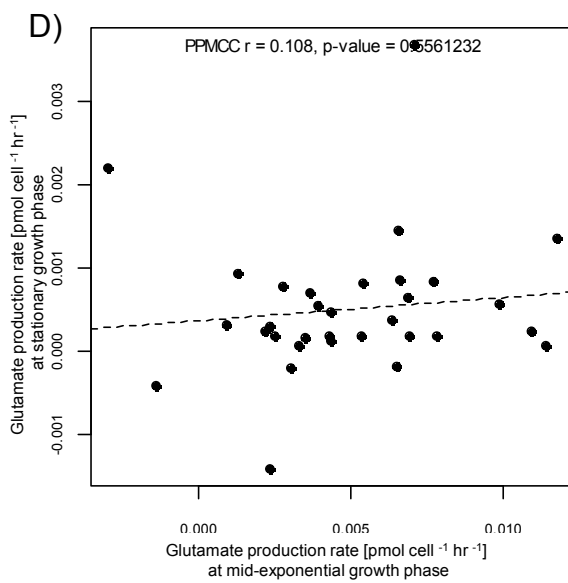 D)
PPMCC r = 0.108, p-value = 0.5561232
Glutamate production rate [pmol cell ⁻¹ hr ⁻¹]
at stationary growth phase
0.003
0.002
0.001
0.000
-0.001
0.000 0.005 0.010
Glutamate production rate [pmol cell ⁻¹ hr ⁻¹]
at mid-exponential growth phase